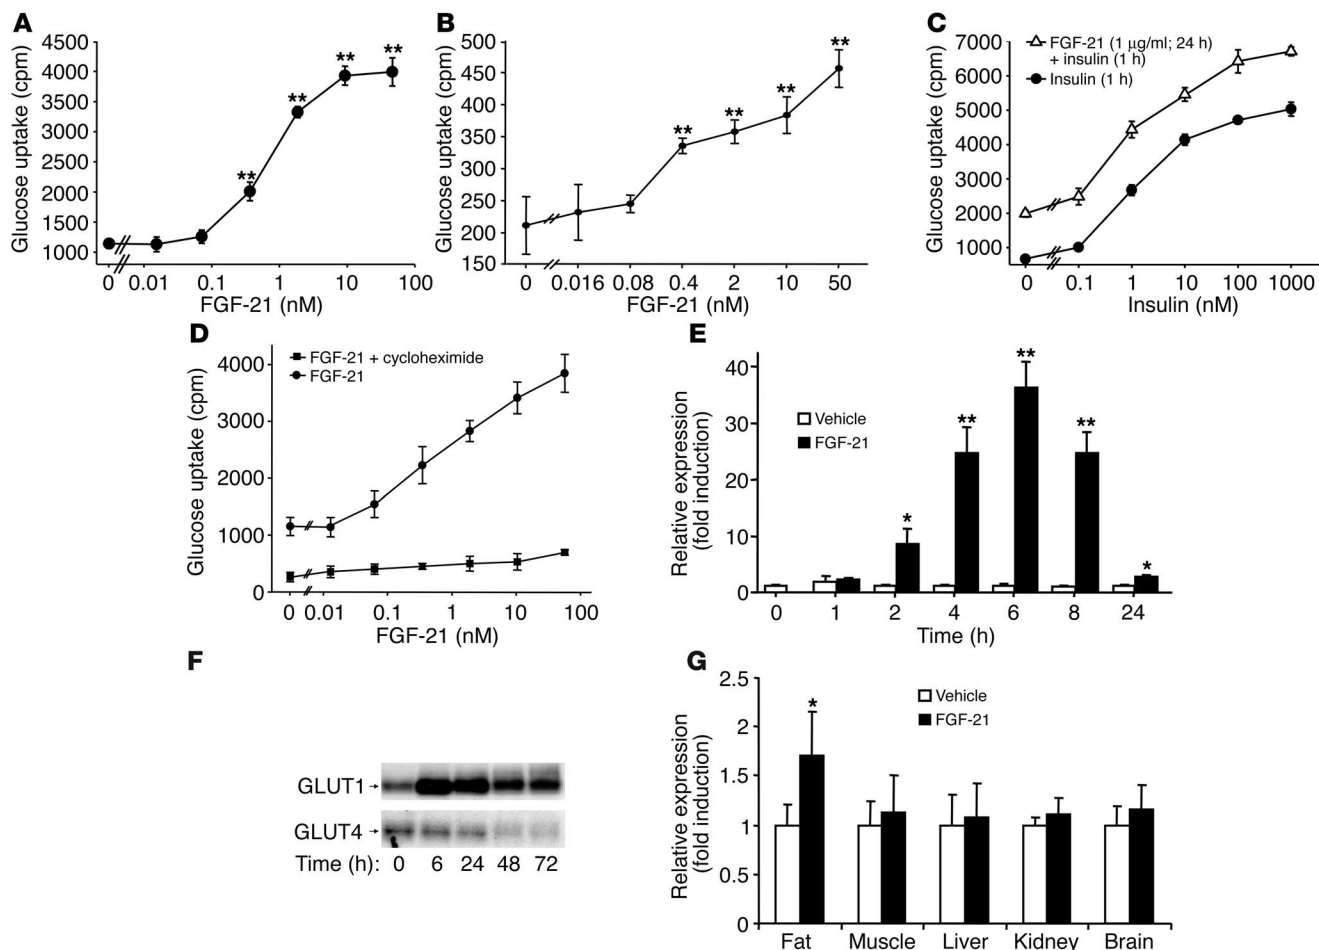 A
Glucose uptake (cpm)
4500
4000
3500
3000
2500
2000
1500
1000
**
**
**
**
0 0.01 0.1 1 10 100
FGF-21 (nM)
B
Glucose uptake (cpm)
500
450
400
350
300
250
200
150
**
**
**
**
0 0.016 0.08 0.4 2 10 50
FGF-21 (nM)
C
Glucose uptake (cpm)
7000
6000
5000
4000
3000
2000
1000
FGF-21 (1 µg/ml; 24 h)
+ insulin (1 h)
Insulin (1 h)
0 0.1 1 10 100 1000
Insulin (nM)
D
Glucose uptake (cpm)
4000
3000
2000
1000
0
FGF-21 + cycloheximide
FGF-21
0 0.01 0.1 1 10 100
FGF-21 (nM)
E
Relative expression
(fold induction)
40
30
20
10
0
Vehicle
FGF-21
*
**
**
**
*
0 1 2 4 6 8 24
Time (h)
F
GLUT1
GLUT4
Time (h): 0 6 24 48 72
G
Relative expression
(fold induction)
2.5
2
1.5
1
0.5
0
Vehicle
FGF-21
*
Fat Muscle Liver Kidney Brain